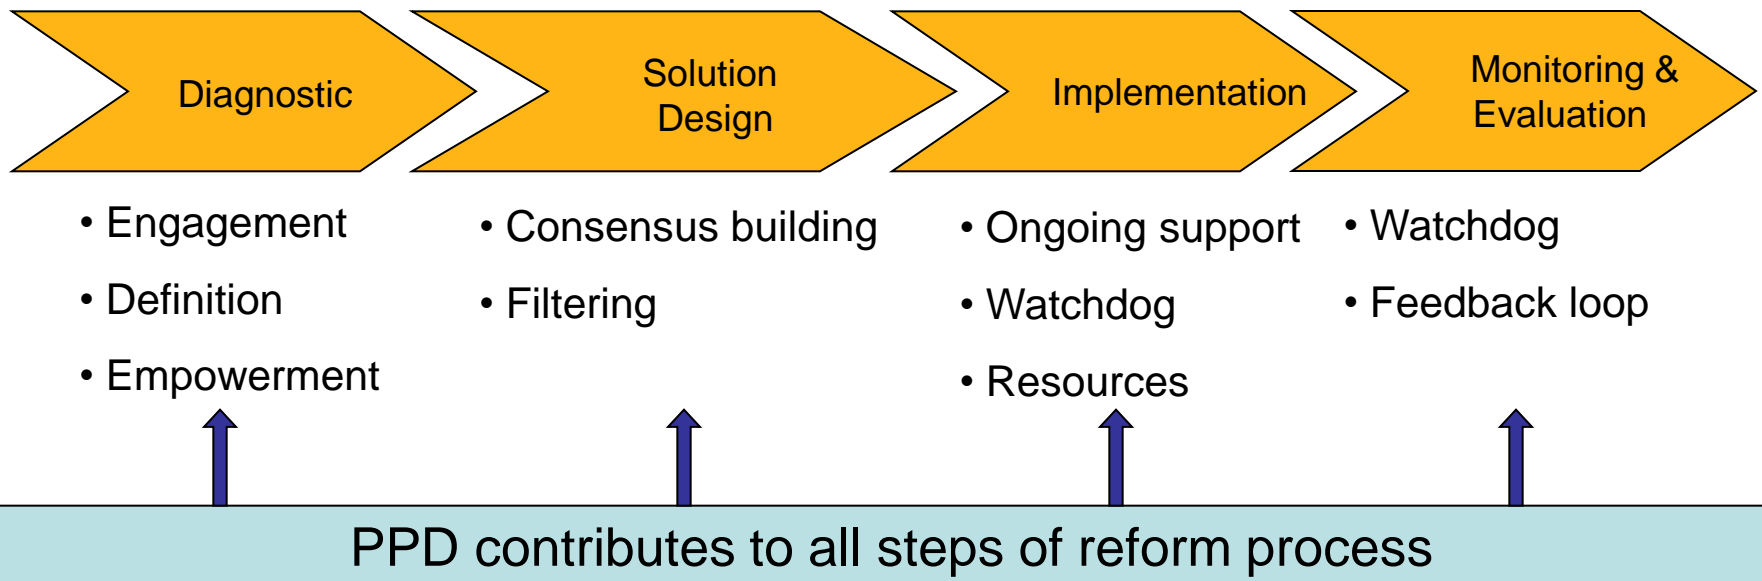 Diagnostic
Solution
Design
Implementation
Monitoring &
Evaluation
• Engagement
• Definition
• Empowerment
• Consensus building
• Filtering
• Ongoing support
• Watchdog
• Resources
• Watchdog
• Feedback loop
PPD contributes to all steps of reform process